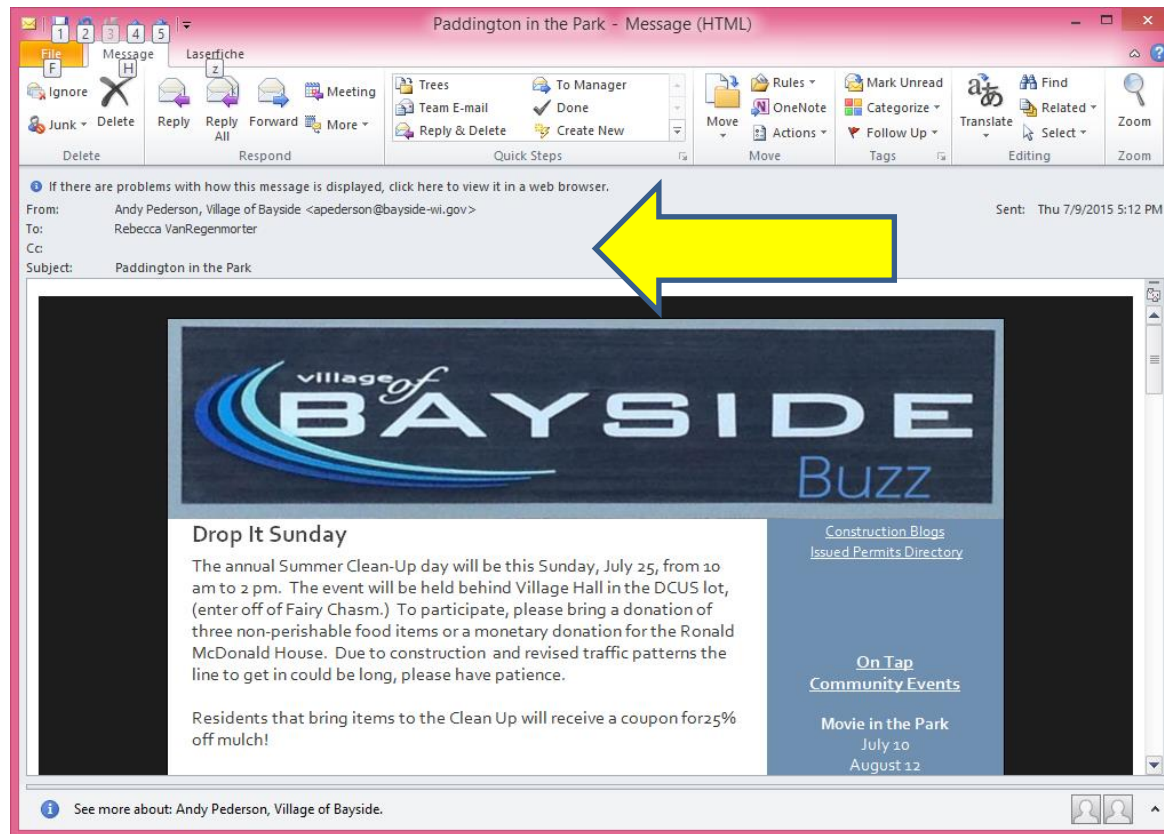 Paddington in the Park - Message (HTML)
1 2 3 4 5
File Message Laserfiche
F H Z
Ignore
Junk
Delete
Reply
Reply All
Forward
Meeting
More
Trees
Team E-mail
Reply & Delete
To Manager
Done
Create New
Move
Rules
OneNote
Actions
Mark Unread
Categorize
Follow Up
Translate
Find
Related
Select
Zoom
Delete Respond Quick Steps Move Tags Editing Zoom
If there are problems with how this message is displayed, click here to view it in a web browser.
From: Andy Pederson, Village of Bayside <apederson@bayside-wi.gov> Sent: Thu 7/9/2015 5:12 PM
To: Rebecca VanRegenmorter
Cc:
Subject: Paddington in the Park
village of
BAYSIDE
Buzz
Drop It Sunday
The annual Summer Clean-Up day will be this Sunday, July 25, from 10
am to 2 pm. The event will be held behind Village Hall in the DCUS lot,
(enter off of Fairy Chasm.) To participate, please bring a donation of
three non-perishable food items or a monetary donation for the Ronald
McDonald House. Due to construction and revised traffic patterns the
line to get in could be long, please have patience.
Residents that bring items to the Clean Up will receive a coupon for25%
off mulch!
Construction Blogs
Issued Permits Directory
On Tap
Community Events
Movie in the Park
July 10
August 12
See more about: Andy Pederson, Village of Bayside.